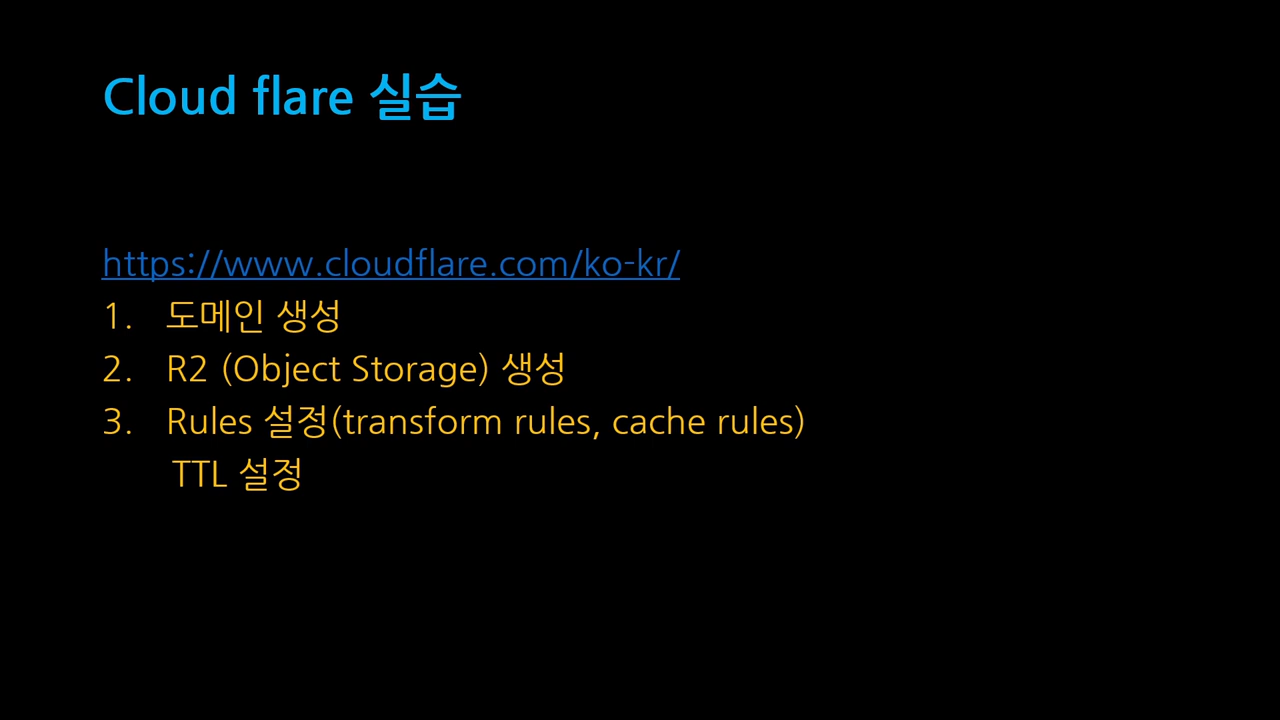 Cloud flare 실습
https://www.cloudflare.com/ko-kr/
1. 도메인 생성
2. R2 (Object Storage) 생성
3. Rules 설정(transform rules, cache rules)
TTL 설정